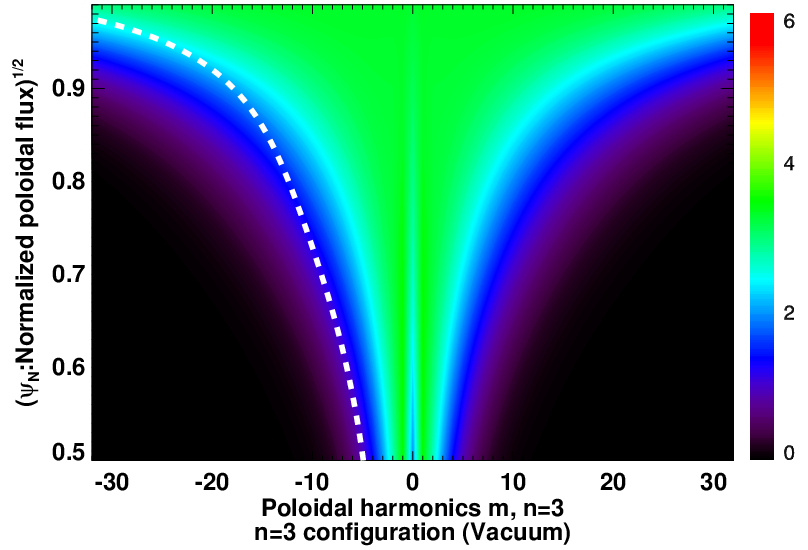 6
4
2
0
0.9
0.8
0.7
0.6
0.5
(ψN:Normalized poloidal flux)1/2
-30 -20 -10 0 10 20 30
Poloidal harmonics m, n=3
n=3 configuration (Vacuum)